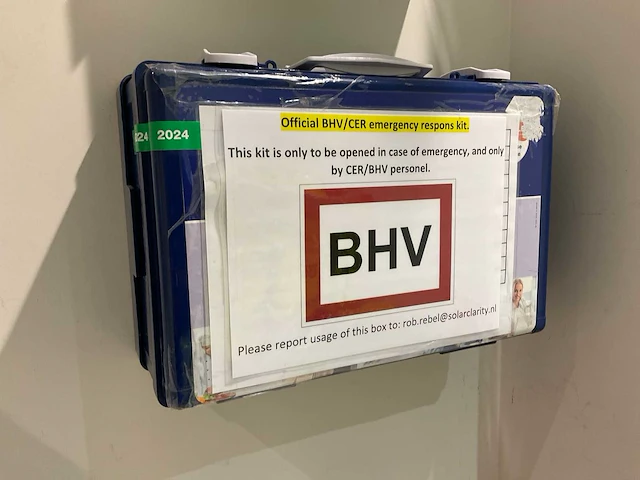 Official BHV/CER emergency respons kit.
24 2024
This kit is only to be opened in case of emergency, and only
by CER/BHV personel.
BHV
Please report usage of this box to: rob.rebel@solarclarity.nl